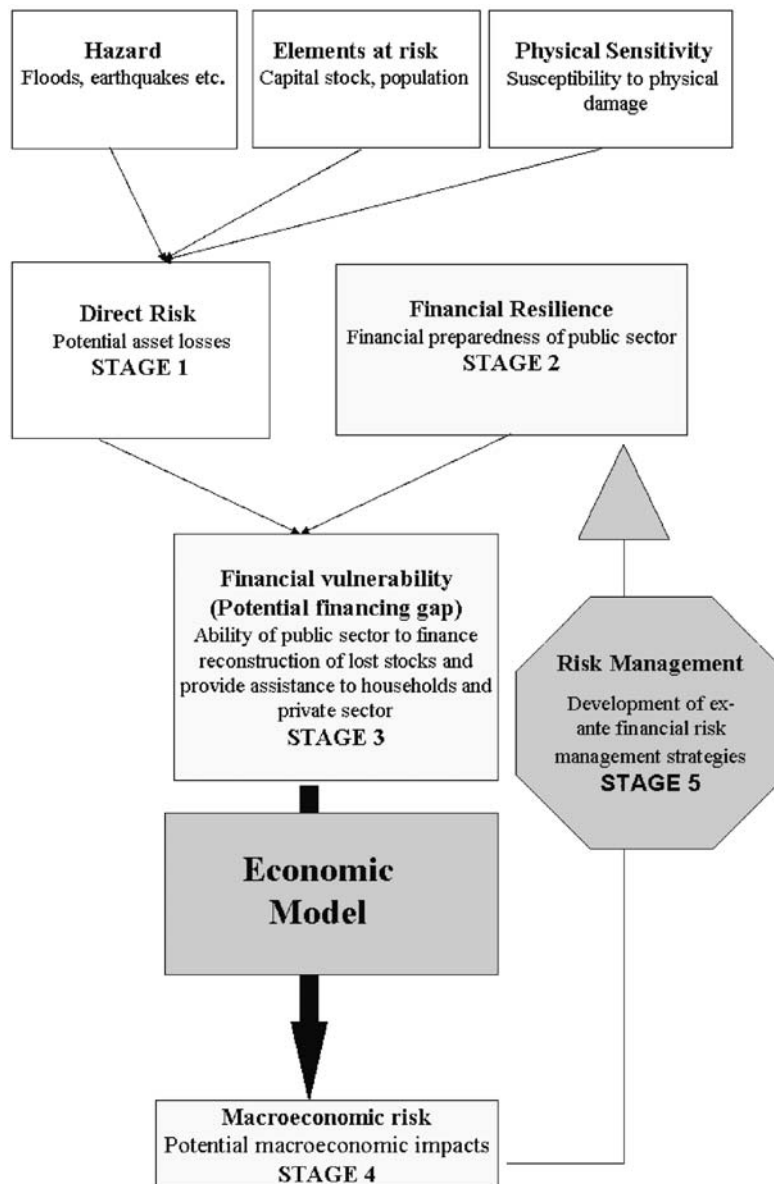 Hazard
Floods, earthquakes etc.
Elements at risk
Capital stock, population
Physical Sensitivity
Susceptibility to physical
damage
Direct Risk
Potential asset losses
STAGE 1
Financial Resilience
Financial preparedness of public sector
STAGE 2
Financial vulnerability
(Potential financing gap)
Ability of public sector to finance
reconstruction of lost stocks and
provide assistance to households and
private sector
STAGE 3
Risk Management
Development of ex-
ante financial risk
management strategies
STAGE 5
Economic
Model
Macroeconomic risk
Potential macroeconomic impacts
STAGE 4